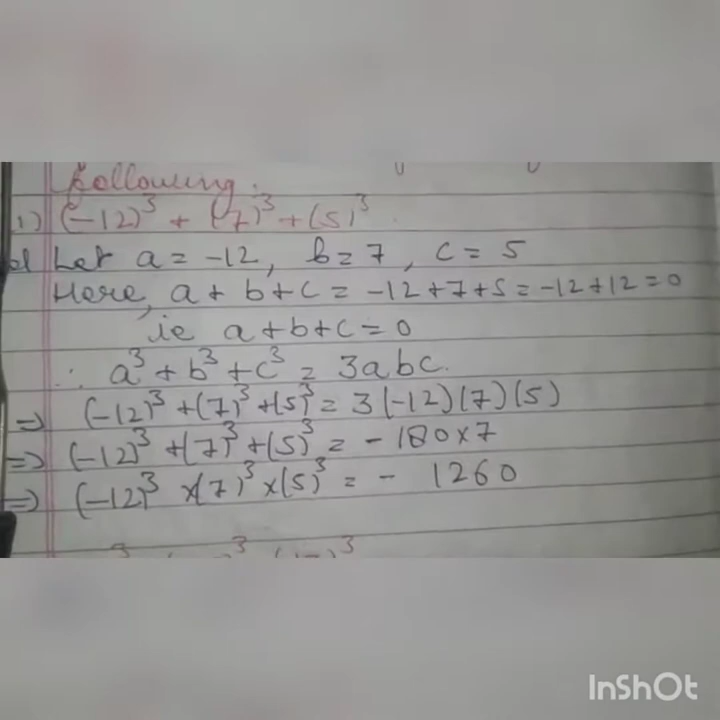 following.
1) (-12)³ + (7)³ + (5)³
Let a = -12, b = 7, c = 5
Here, a + b + c = -12 + 7 + 5 = -12 + 12 = 0
ie a + b + c = 0
∴ a³ + b³ + c³ = 3abc.
⇒ (-12)³ + (7)³ + (5)³ = 3(-12)(7)(5)
⇒ (-12)³ + (7)³ + (5)³ = -180×7
⇒ (-12)³ × (7)³ × (5)³ = - 1260
InShOt